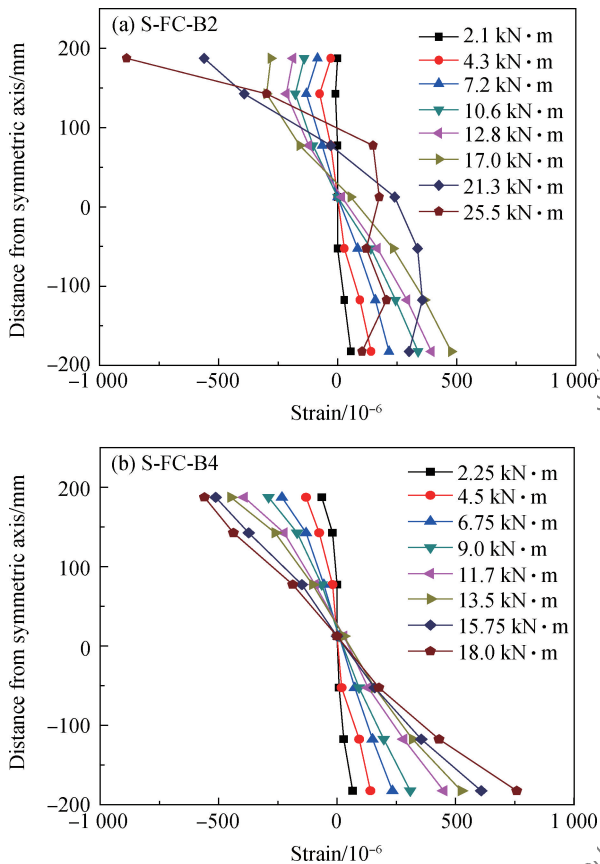 (a) S-FC-B2
2.1 kN·m
4.3 kN·m
7.2 kN·m
10.6 kN·m
12.8 kN·m
17.0 kN·m
21.3 kN·m
25.5 kN·m
Distance from symmetric axis/mm
200
100
0
−100
−200
−1 000
−500
0
500
1 000
Strain/10⁻⁶
(b) S-FC-B4
2.25 kN·m
4.5 kN·m
6.75 kN·m
9.0 kN·m
11.7 kN·m
13.5 kN·m
15.75 kN·m
18.0 kN·m
Distance from symmetric axis/mm
200
100
0
−100
−200
−1 000
−500
0
500
1 000
Strain/10⁻⁶